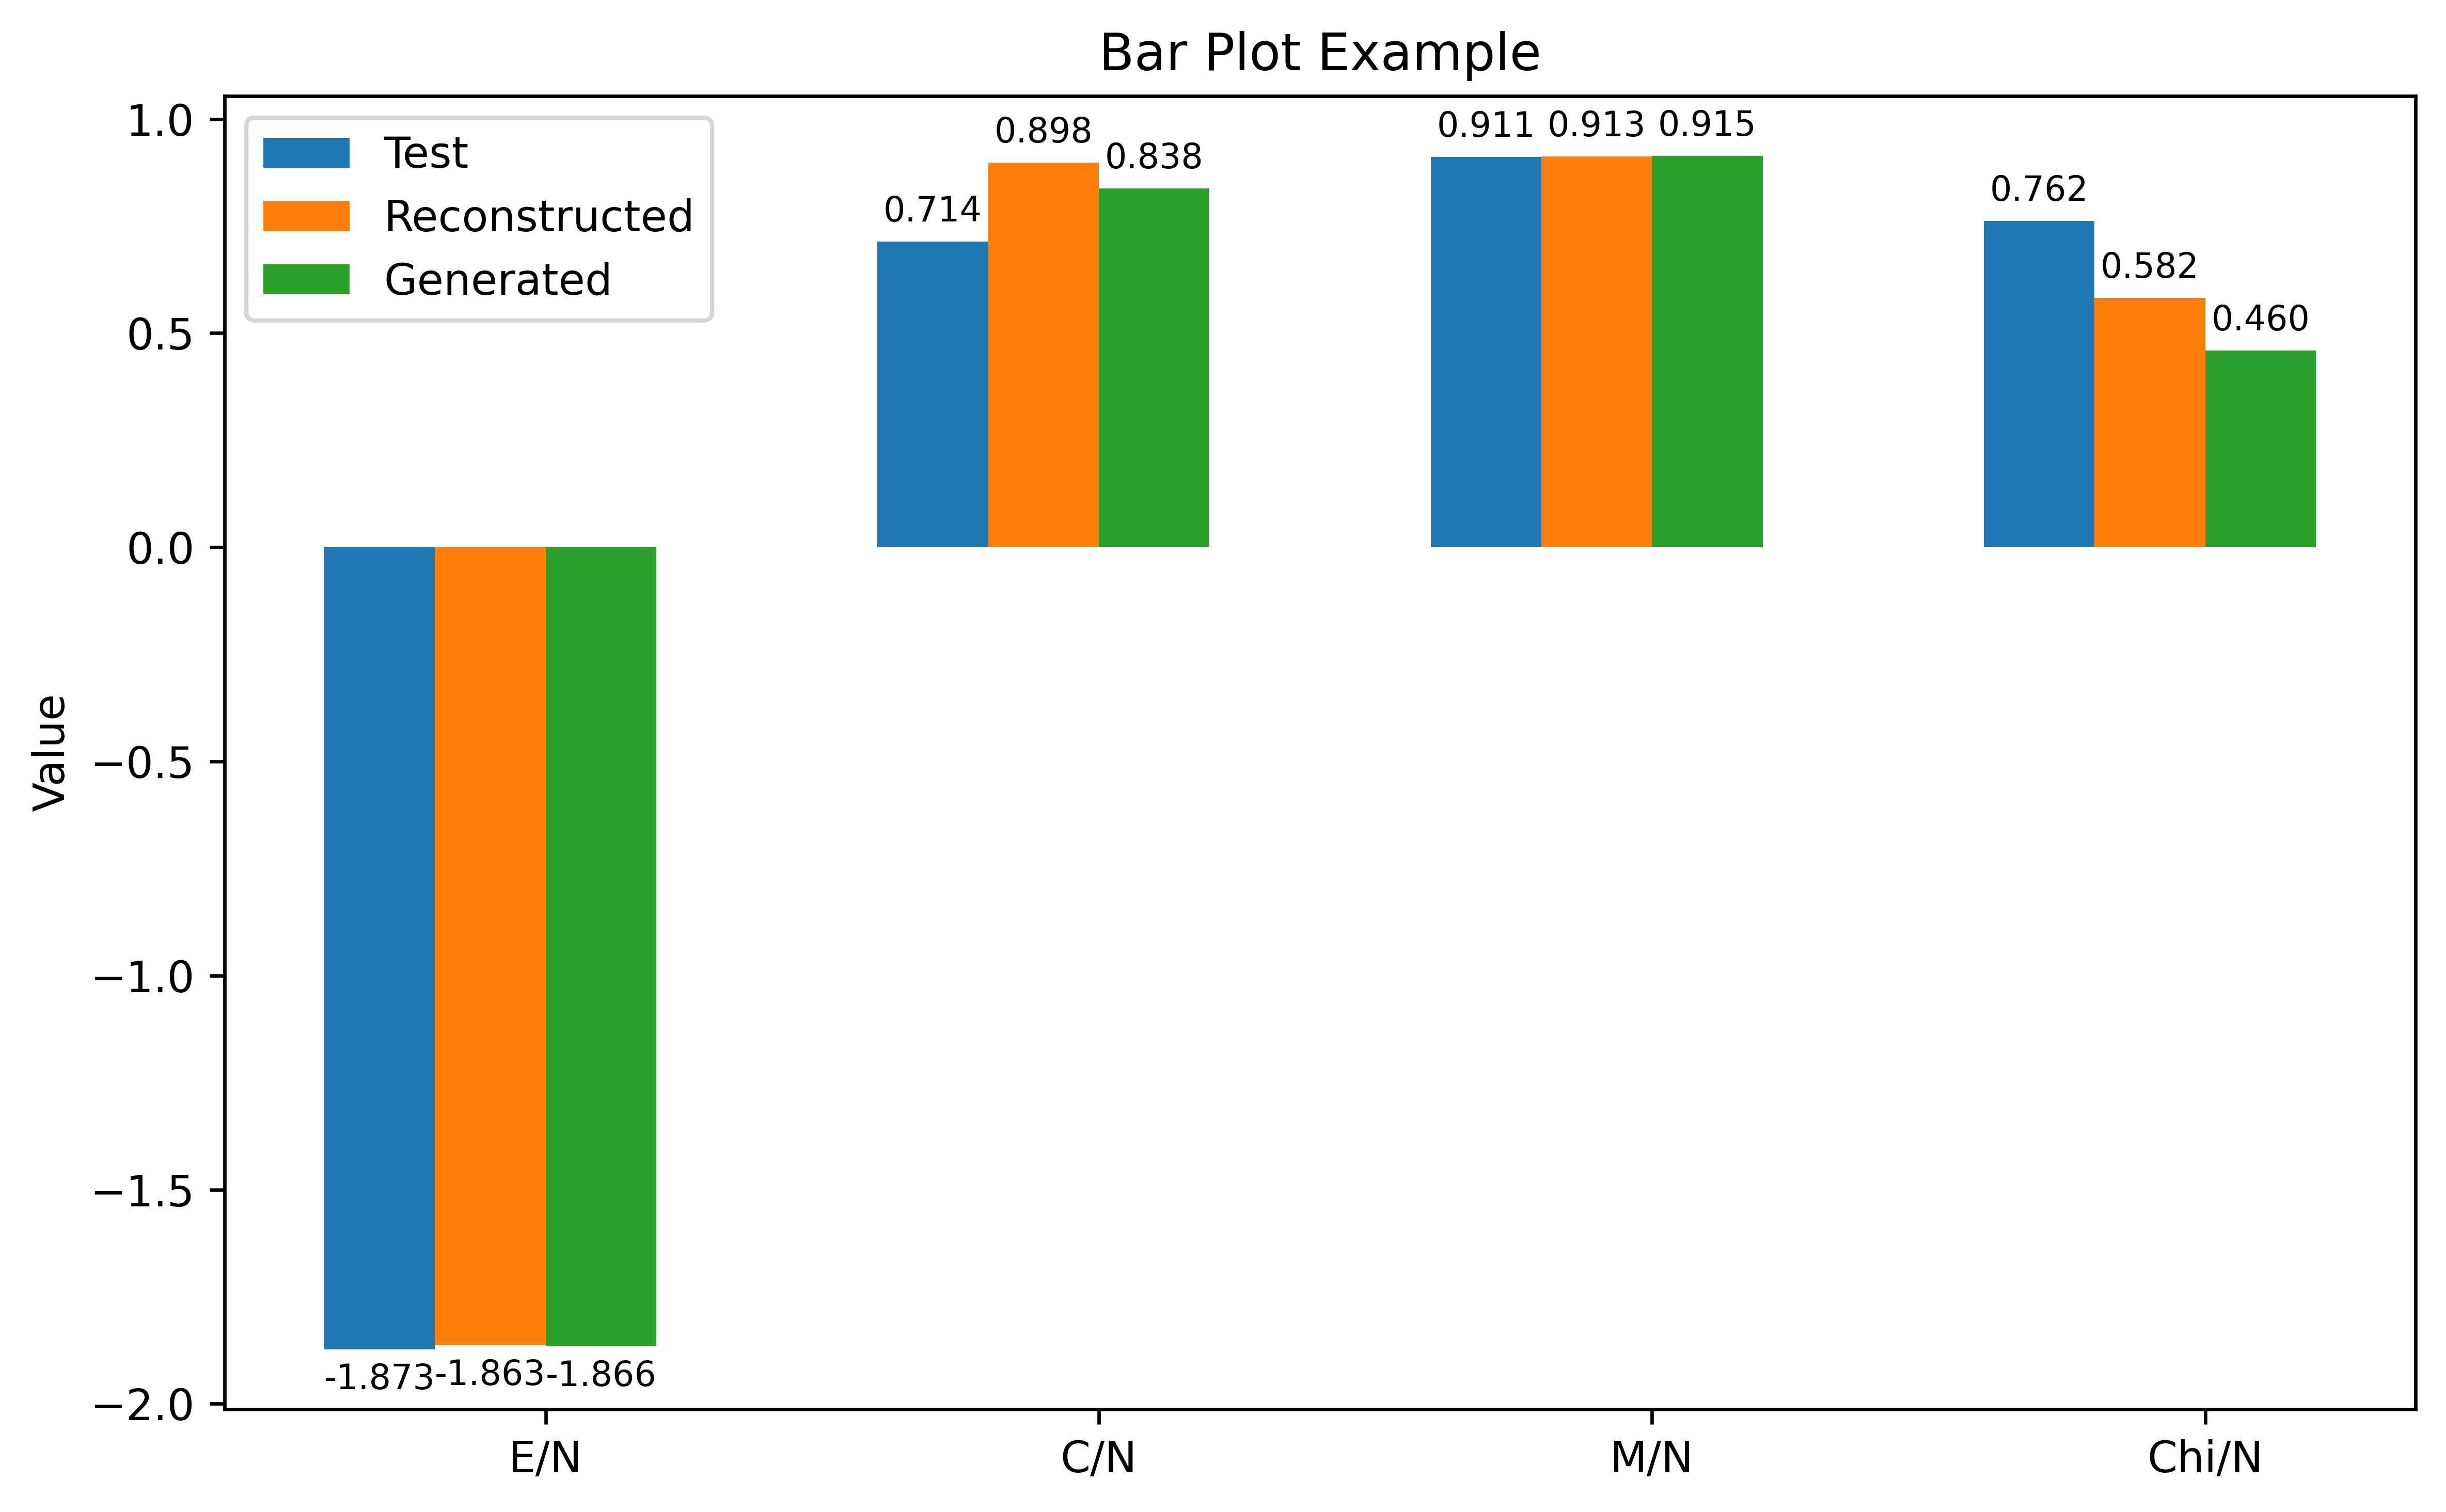 Bar Plot Example
1.0
0.5
0.0
−0.5
−1.0
−1.5
−2.0
Value
Test
Reconstructed
Generated
-1.873 -1.863 -1.866
0.714 0.898 0.838
0.911 0.913 0.915
0.762 0.582 0.460
E/N C/N M/N Chi/N